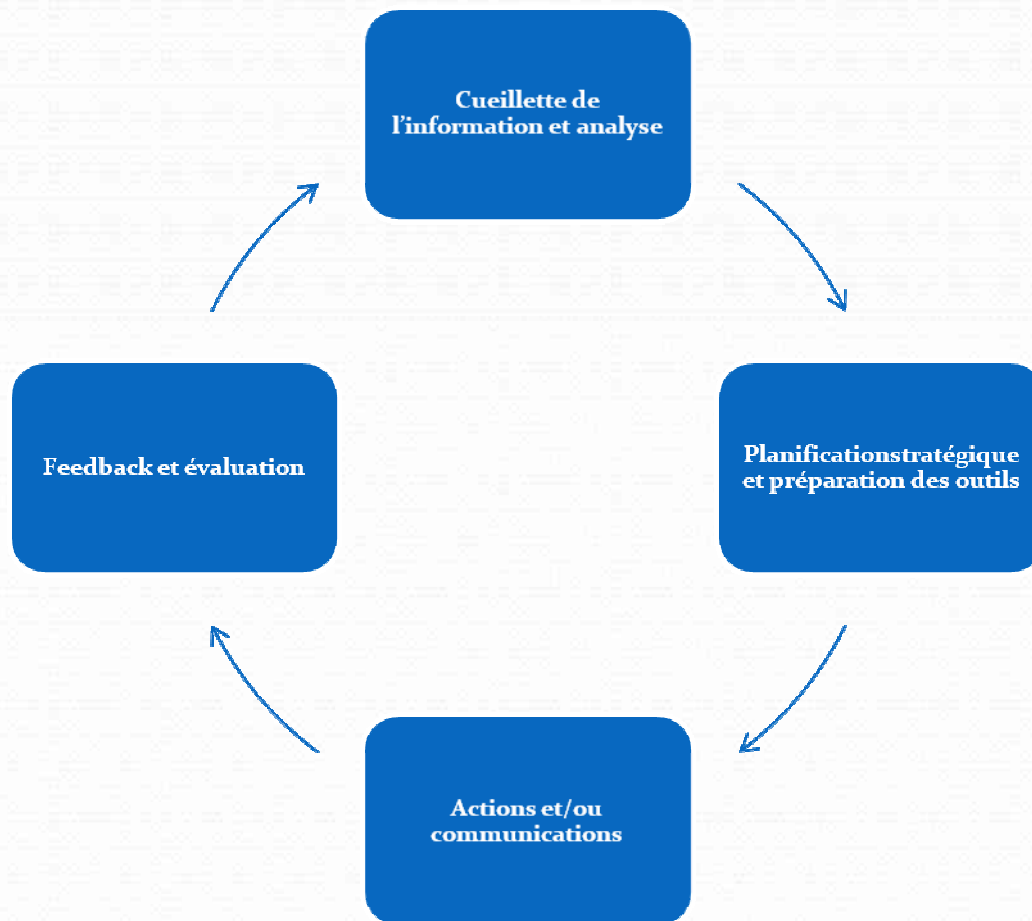 Cueillette de
l'information et analyse
Planificationstratégique
et préparation des outils
Actions et/ou
communications
Feedback et évaluation